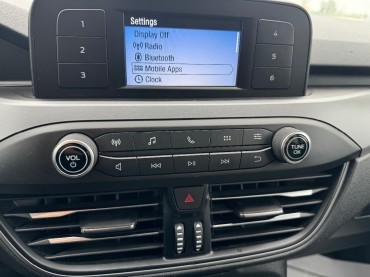 Settings
Display Off
Radio
Bluetooth
Mobile Apps
Clock
1
2
3
4
5
6
VOL
TUNE
OK